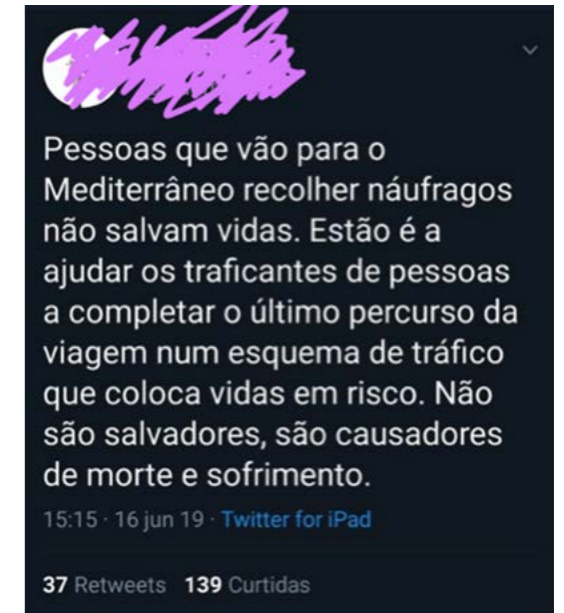 Pessoas que vão para o
Mediterrâneo recolher náufragos
não salvam vidas. Estão é a
ajudar os traficantes de pessoas
a completar o último percurso da
viagem num esquema de tráfico
que coloca vidas em risco. Não
são salvadores, são causadores
de morte e sofrimento.
15:15 · 16 jun 19 · Twitter for iPad
37 Retweets 139 Curtidas